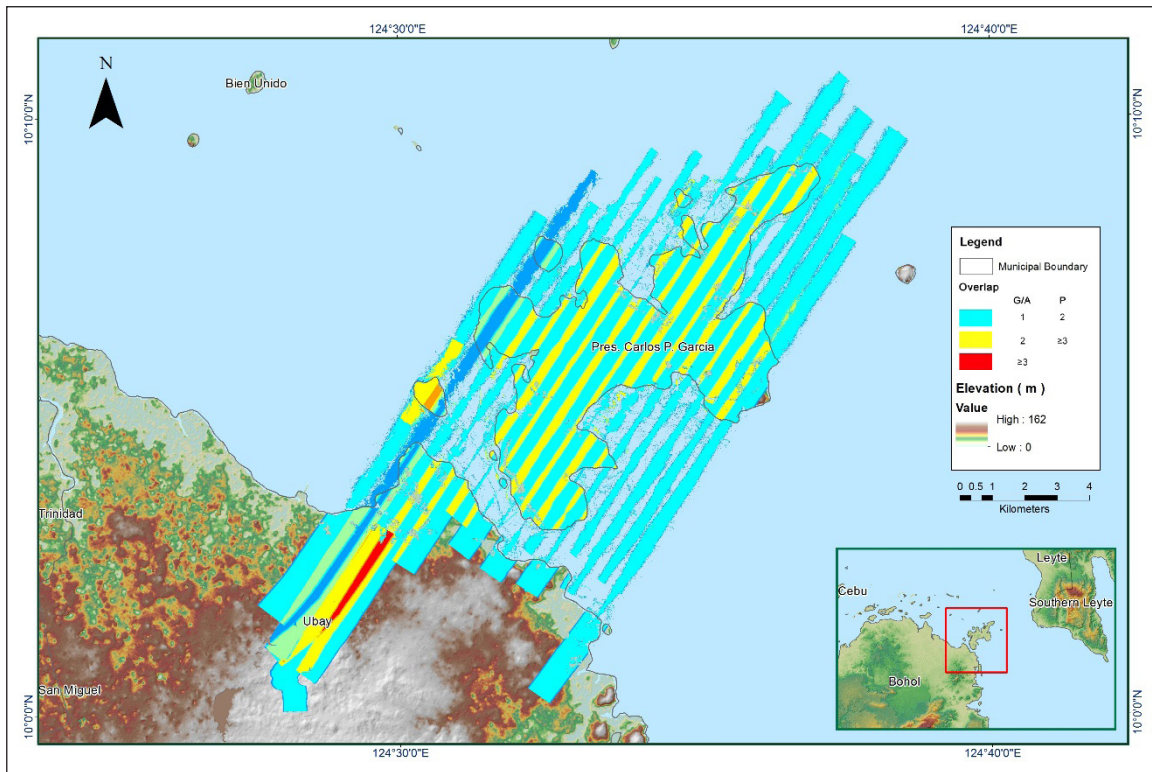 124°30'0"E
124°40'0"E
N
Bien Unido
10°10'0"N
10°10'0"N
Legend
Municipal Boundary
Overlap
G/A P
1 2
2 ≥3
≥3
Elevation ( m )
Value
High : 162
Low : 0
Pres. Carlos P. Garcia
0 0.5 1 2 3 4
Kilometers
Trinidad
Ubay
San Miguel
Leyte
Cebu
Southern Leyte
Bohol
10°0'0"N
10°0'0"N
124°30'0"E
124°40'0"E